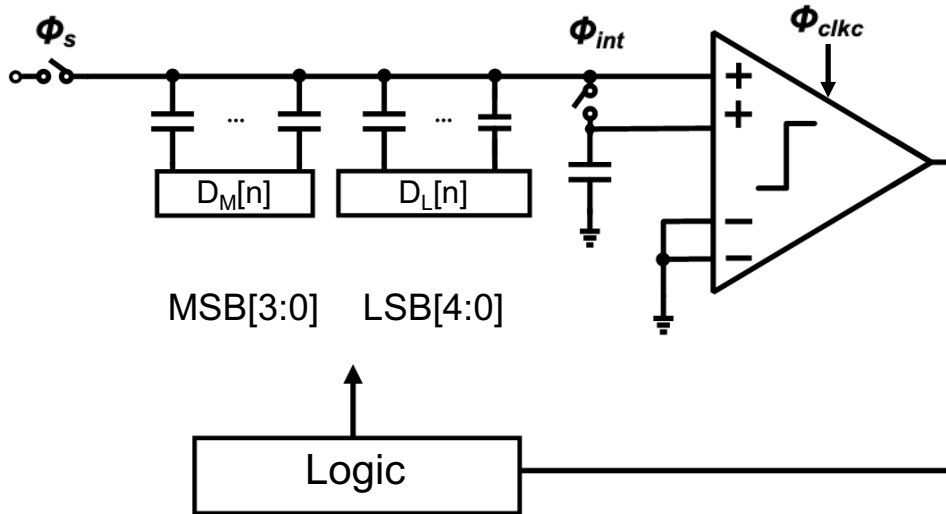 Φs
Φint
Φclkc
+
+
...
...
DM[n]
DL[n]
−
−
MSB[3:0]
LSB[4:0]
Logic